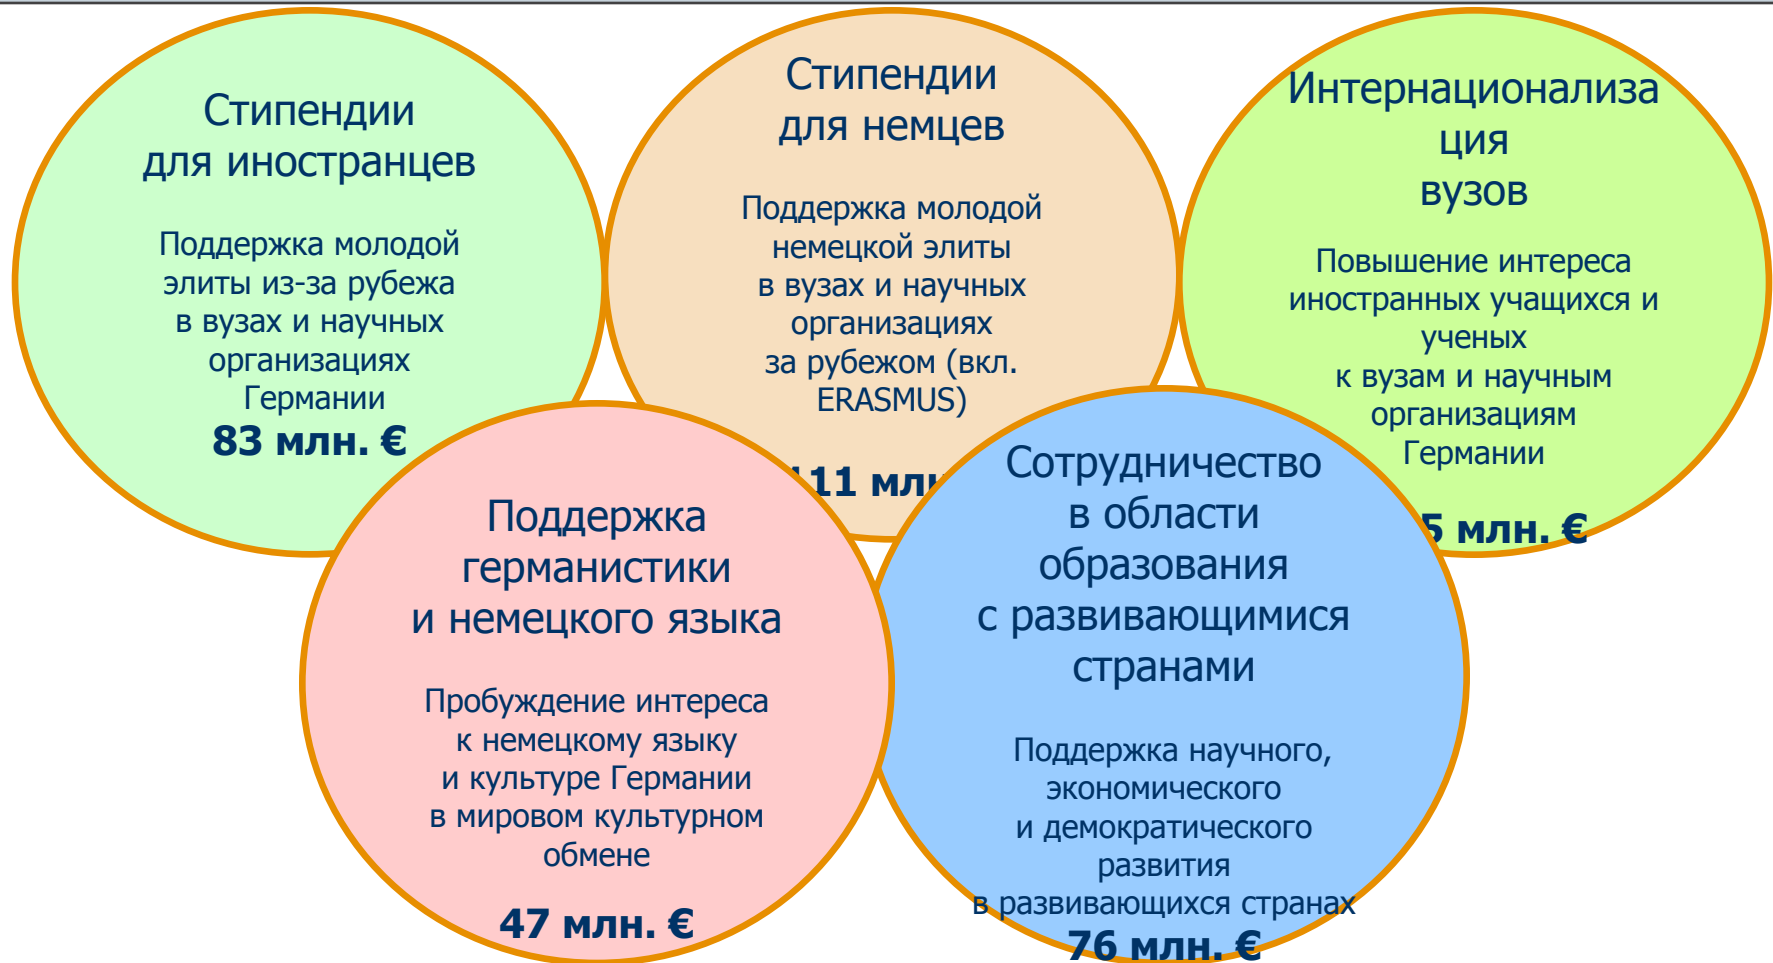 Стипендии
для иностранцев
Поддержка молодой
элиты из-за рубежа
в вузах и научных
организациях
Германии
83 млн. €
Стипендии
для немцев
Поддержка молодой
немецкой элиты
в вузах и научных
организациях
за рубежом (вкл.
ERASMUS)
Интернационализа
ция
вузов
Повышение интереса
иностранных учащихся и
ученых
к вузам и научным
организациям
Германии
млн. €
Поддержка
германистики
и немецкого языка
Пробуждение интереса
к немецкому языку
и культуре Германии
в мировом культурном
обмене
47 млн. €
Сотрудничество
в области
образования
с развивающимися
странами
Поддержка научного,
экономического
и демократического
развития
в развивающихся странах
76 млн. €